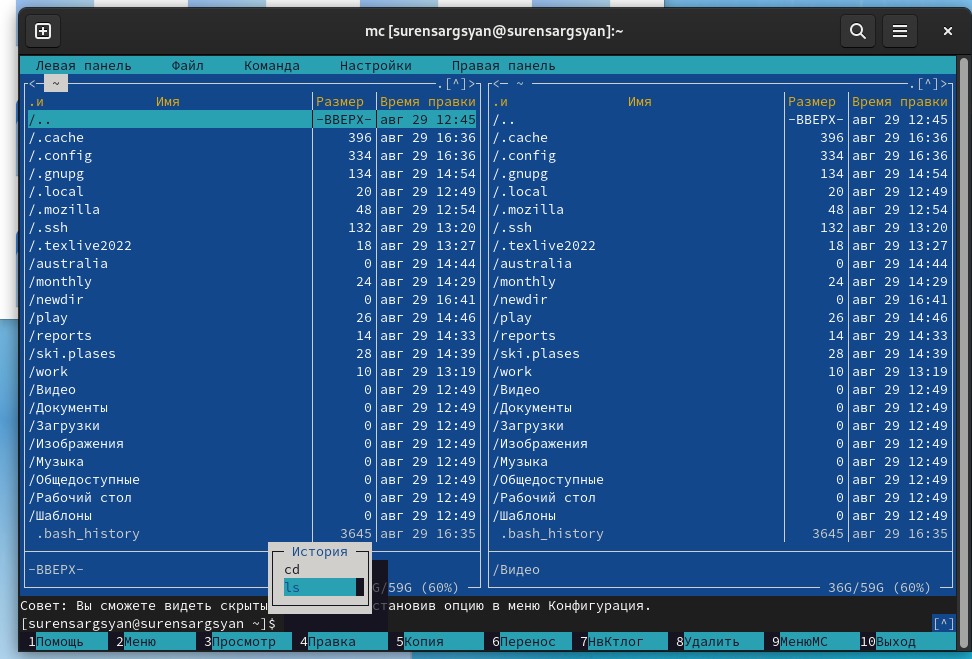 mc [surensargsyan@surensargsyan]:~
Левая панель Файл Команда Настройки Правая панель
<─ ~ .[^]> <─ ~ .[^]>
.и Имя Размер Время правки .и Имя Размер Время правки
/.. -ВВЕРХ- авг 29 12:45 /.. -ВВЕРХ- авг 29 12:45
/.cache 396 авг 29 16:36 /.cache 396 авг 29 16:36
/.config 334 авг 29 16:36 /.config 334 авг 29 16:36
/.gnupg 134 авг 29 14:54 /.gnupg 134 авг 29 14:54
/.local 20 авг 29 12:49 /.local 20 авг 29 12:49
/.mozilla 48 авг 29 12:54 /.mozilla 48 авг 29 12:54
/.ssh 132 авг 29 13:20 /.ssh 132 авг 29 13:20
/.texlive2022 18 авг 29 13:27 /.texlive2022 18 авг 29 13:27
/australia 0 авг 29 14:44 /australia 0 авг 29 14:44
/monthly 24 авг 29 14:29 /monthly 24 авг 29 14:29
/newdir 0 авг 29 16:41 /newdir 0 авг 29 16:41
/play 26 авг 29 14:46 /play 26 авг 29 14:46
/reports 14 авг 29 14:33 /reports 14 авг 29 14:33
/ski.plases 28 авг 29 14:39 /ski.plases 28 авг 29 14:39
/work 10 авг 29 13:19 /work 10 авг 29 13:19
/Видео 0 авг 29 12:49 /Видео 0 авг 29 12:49
/Документы 0 авг 29 12:49 /Документы 0 авг 29 12:49
/Загрузки 0 авг 29 12:49 /Загрузки 0 авг 29 12:49
/Изображения 0 авг 29 12:49 /Изображения 0 авг 29 12:49
/Музыка 0 авг 29 12:49 /Музыка 0 авг 29 12:49
/Общедоступные 0 авг 29 12:49 /Общедоступные 0 авг 29 12:49
/Рабочий стол 0 авг 29 12:49 /Рабочий стол 0 авг 29 12:49
/Шаблоны 0 авг 29 12:49 /Шаблоны 0 авг 29 12:49
.bash_history 3645 авг 29 16:35 .bash_history 3645 авг 29 16:35
История
-ВВЕРХ- cd /Видео
ls G/59G (60%) 36G/59G (60%)
Совет: Вы сможете видеть скрыты становив опцию в меню Конфигурация.
[surensargsyan@surensargsyan ~]$ [^]
1Помощь 2Меню 3Просмотр 4Правка 5Копия 6Перенос 7НвКтлог 8Удалить 9МенюМС 10Выход